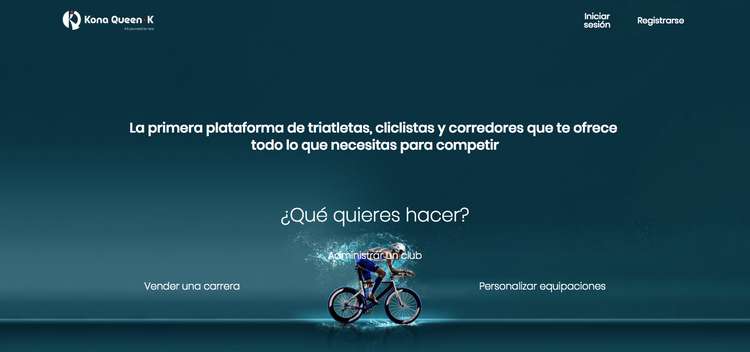 Kona Queen K
Iniciar
sesión
Registrarse
La primera plataforma de triatletas, cliclistas y corredores que te ofrece
todo lo que necesitas para competir
¿Qué quieres hacer?
Administrar un club
Vender una carrera
Personalizar equipaciones